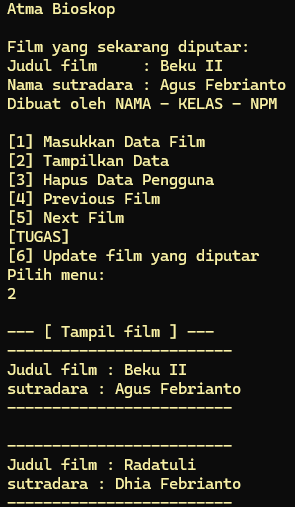 Atma Bioskop
Film yang sekarang diputar:
Judul film     : Beku II
Nama sutradara : Agus Febrianto
Dibuat oleh NAMA - KELAS - NPM
[1] Masukkan Data Film
[2] Tampilkan Data
[3] Hapus Data Pengguna
[4] Previous Film
[5] Next Film
[TUGAS]
[6] Update film yang diputar
Pilih menu:
2
--- [ Tampil film ] ---
-------------------------
Judul film : Beku II
sutradara : Agus Febrianto
-------------------------
-------------------------
Judul film : Radatuli
sutradara : Dhia Febrianto
-------------------------